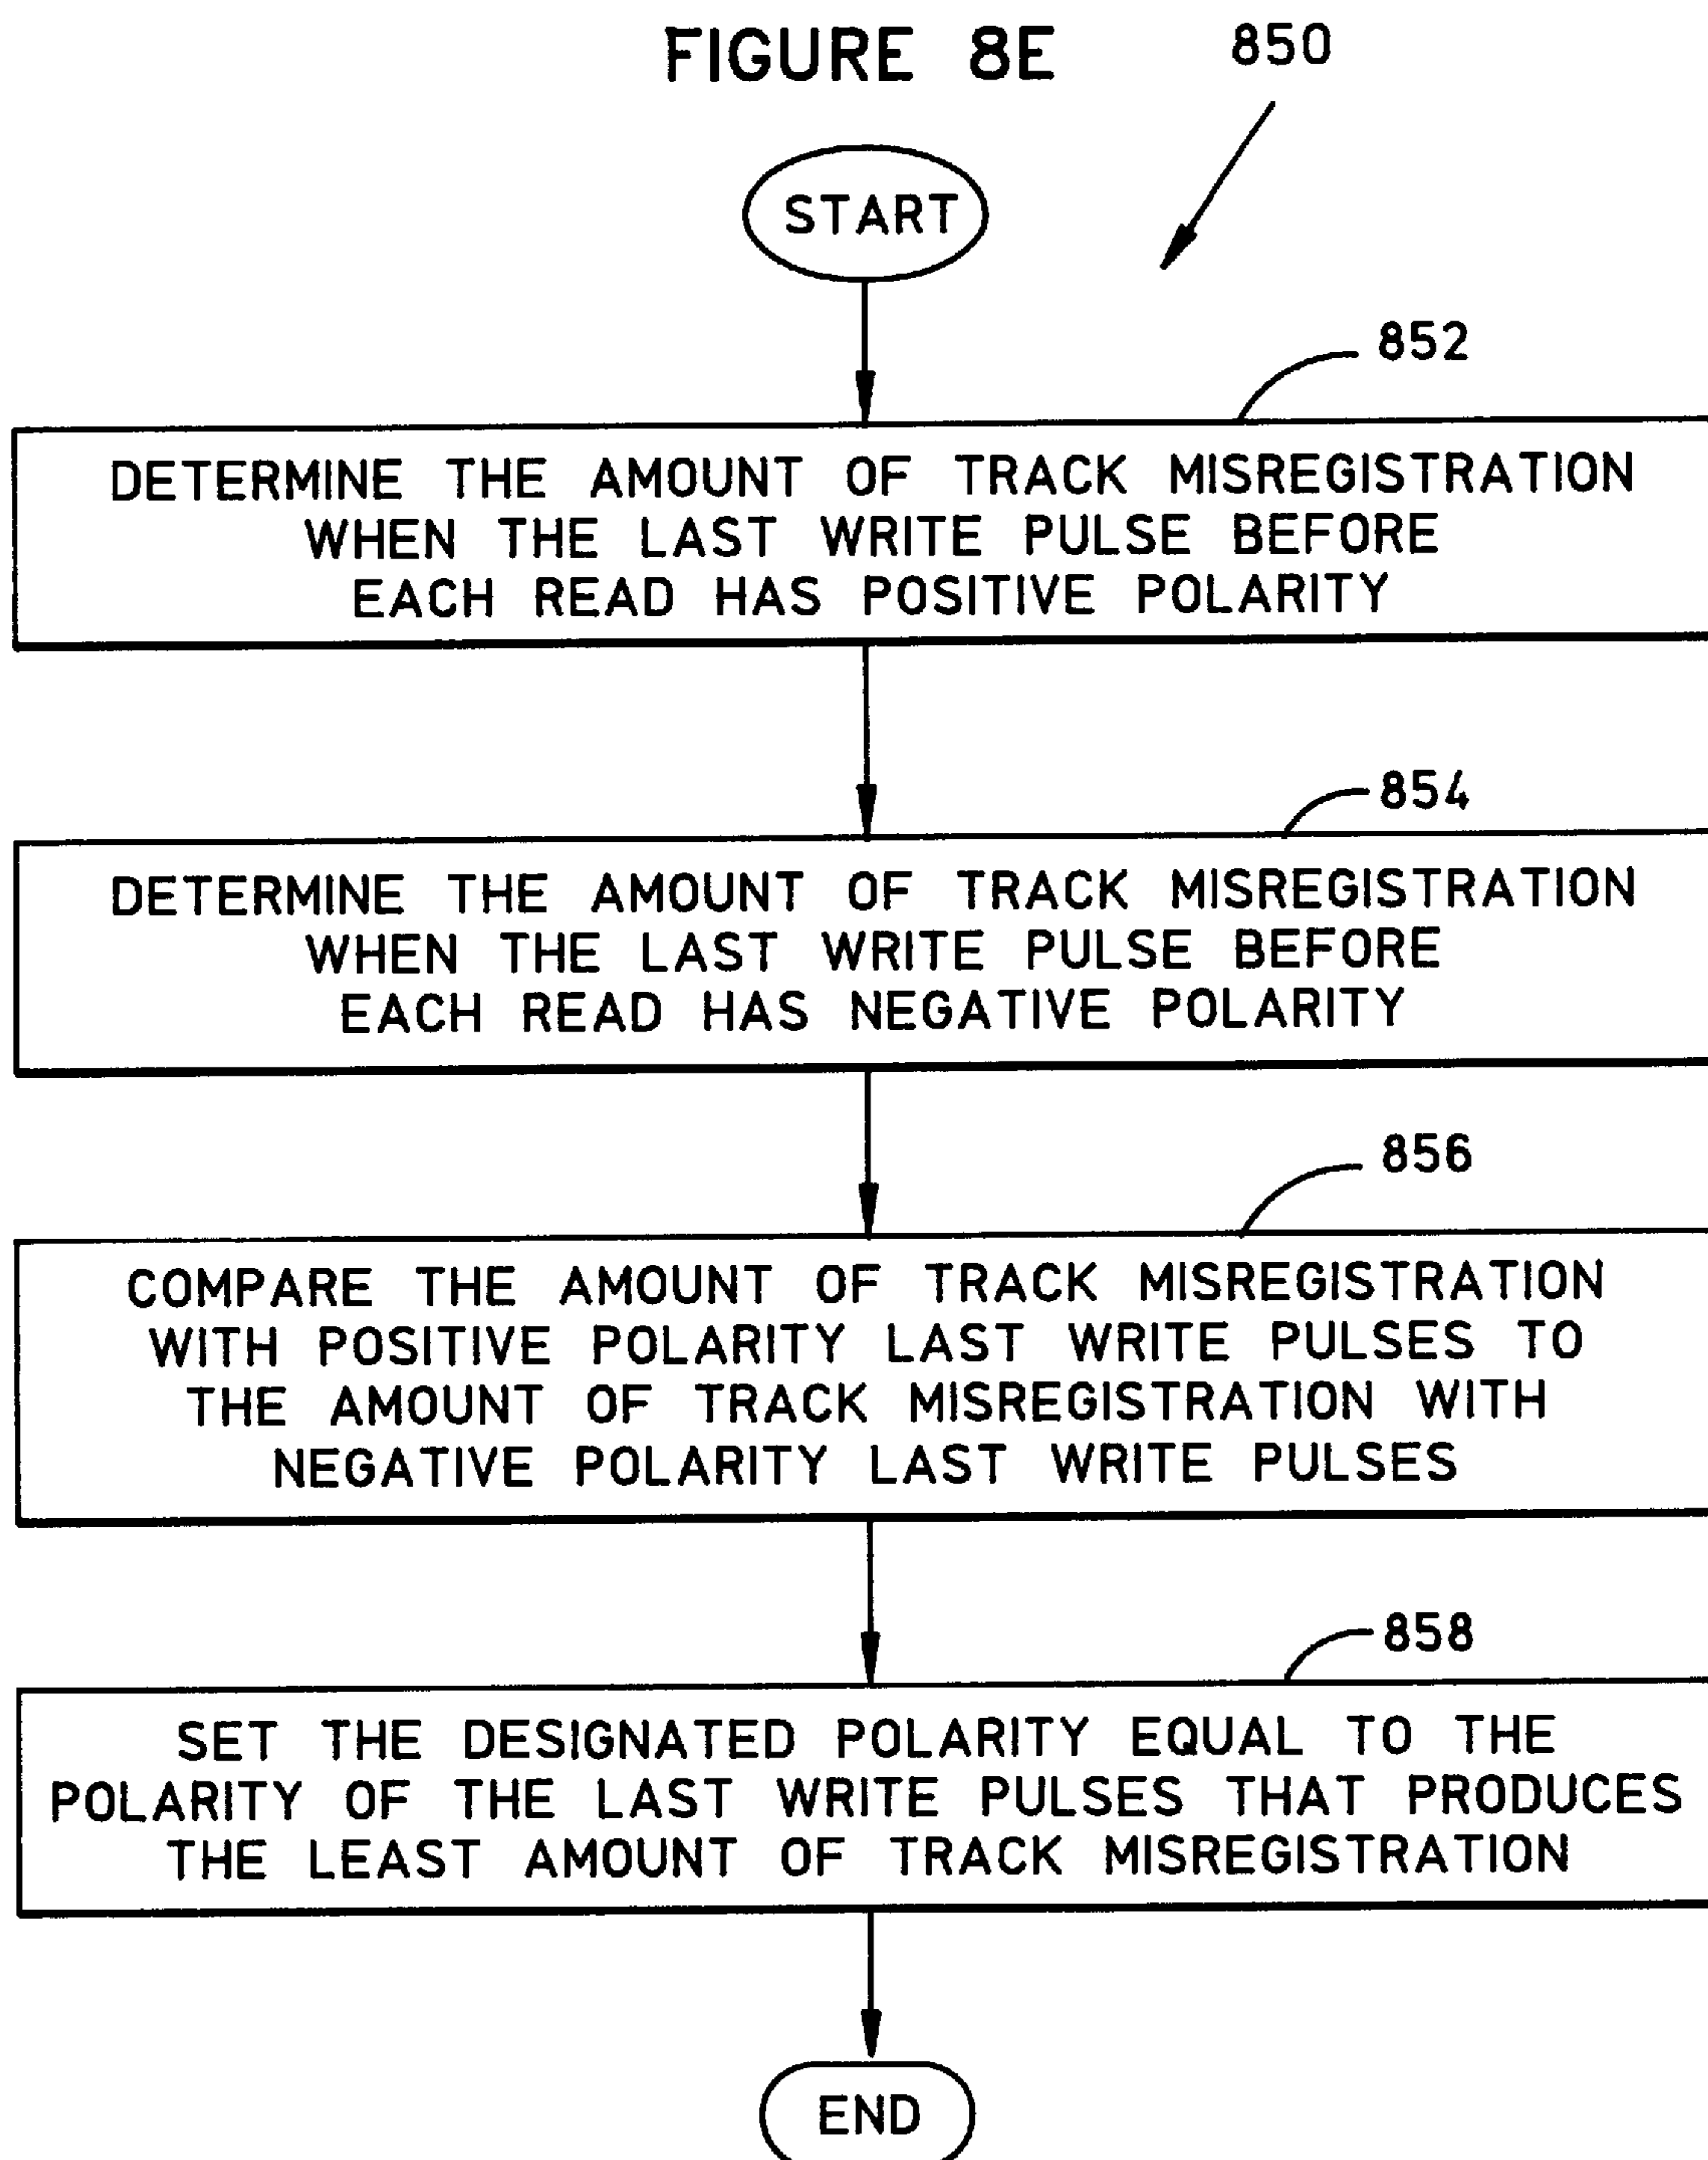 FIGURE 8E
850
START
852
DETERMINE THE AMOUNT OF TRACK MISREGISTRATION
WHEN THE LAST WRITE PULSE BEFORE
EACH READ HAS POSITIVE POLARITY
854
DETERMINE THE AMOUNT OF TRACK MISREGISTRATION
WHEN THE LAST WRITE PULSE BEFORE
EACH READ HAS NEGATIVE POLARITY
856
COMPARE THE AMOUNT OF TRACK MISREGISTRATION
WITH POSITIVE POLARITY LAST WRITE PULSES TO
THE AMOUNT OF TRACK MISREGISTRATION WITH
NEGATIVE POLARITY LAST WRITE PULSES
858
SET THE DESIGNATED POLARITY EQUAL TO THE
POLARITY OF THE LAST WRITE PULSES THAT PRODUCES
THE LEAST AMOUNT OF TRACK MISREGISTRATION
END